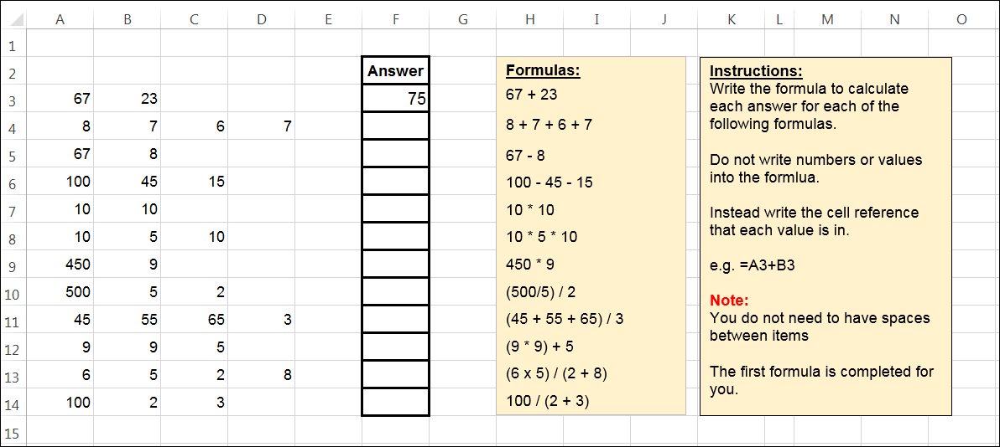 A B C D E F G H I J K L M N O
1
2 Answer Formulas: Instructions:
3 67 23 75 67 + 23
4 8 7 6 7 8 + 7 + 6 + 7
5 67 8 67 - 8
6 100 45 15 100 - 45 - 15
7 10 10 10 * 10
8 10 5 10 10 * 5 * 10
9 450 9 450 * 9
10 500 5 2 (500/5) / 2
11 45 55 65 3 (45 + 55 + 65) / 3
12 9 9 5 (9 * 9) + 5
13 6 5 2 8 (6 x 5) / (2 + 8)
14 100 2 3 100 / (2 + 3)
15
Write the formula to calculate
each answer for each of the
following formulas.
Do not write numbers or values
into the formlua.
Instead write the cell reference
that each value is in.
e.g. =A3+B3
Note:
You do not need to have spaces
between items
The first formula is completed for
you.